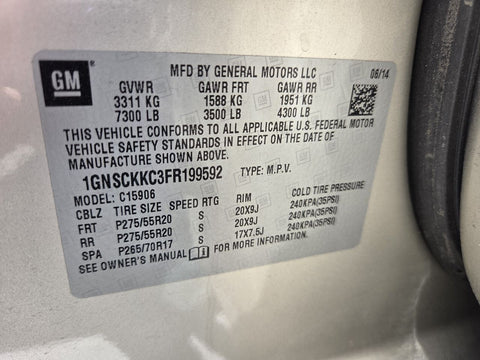 GM
MFD BY GENERAL MOTORS LLC 06/14
GVWR GAWR FRT GAWR RR
3311 KG 1588 KG 1951 KG
7300 LB 3500 LB 4300 LB
THIS VEHICLE CONFORMS TO ALL APPLICABLE U.S. FEDERAL MOTOR
VEHICLE SAFETY STANDARDS IN EFFECT ON THE DATE OF
MANUFACTURE SHOWN ABOVE.
1GNSCKKC3FR199592 TYPE: M.P.V.
MODEL: C15906
CBLZ TIRE SIZE SPEED RTG RIM COLD TIRE PRESSURE
FRT P275/55R20 S 20X9J 240KPA(35PSI)
RR P275/55R20 S 20X9J 240KPA(35PSI)
SPA P265/70R17 S 17X7.5J 240KPA(35PSI)
SEE OWNER'S MANUAL FOR MORE INFORMATION.